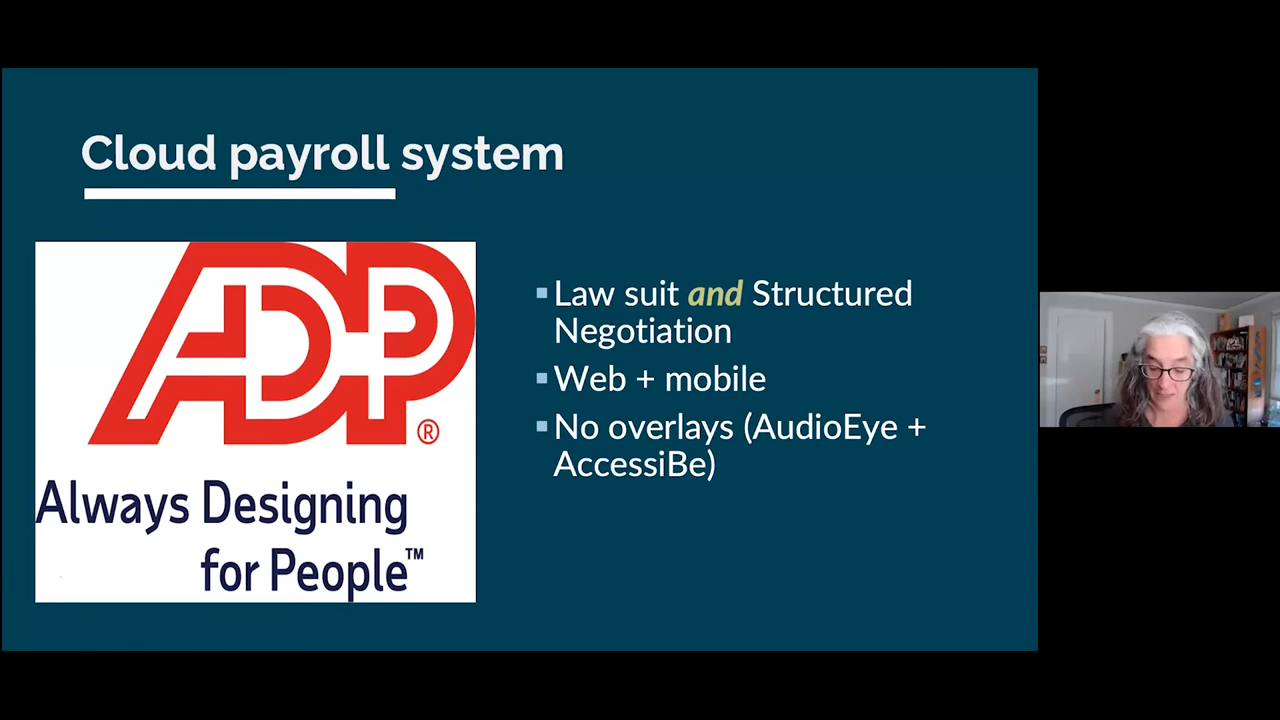 Cloud payroll system
ADP®
Always Designing
for People™
Law suit and Structured
Negotiation
Web + mobile
No overlays (AudioEye +
AccessiBe)